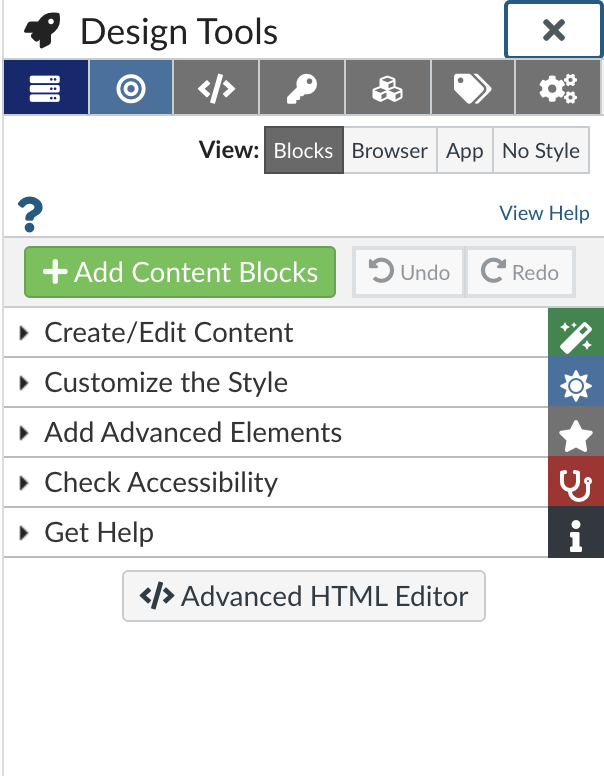 Design Tools
View: Blocks Browser App No Style
? View Help
Add Content Blocks Undo Redo
Create/Edit Content
Customize the Style
Add Advanced Elements
Check Accessibility
Get Help
</> Advanced HTML Editor